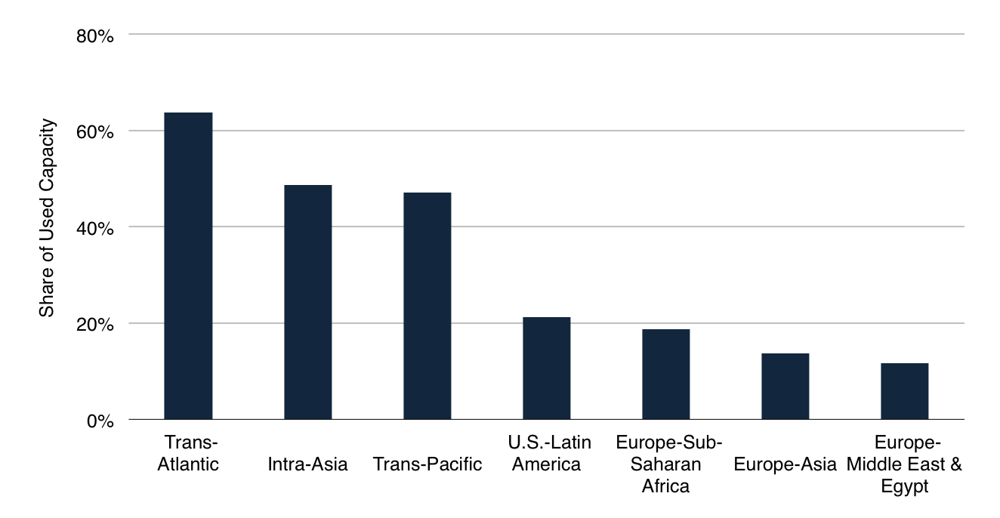 80%
60%
40%
20%
0%
Share of Used Capacity
Trans-
Atlantic
Intra-Asia
Trans-Pacific
U.S.-Latin
America
Europe-Sub-
Saharan
Africa
Europe-Asia
Europe-
Middle East &
Egypt